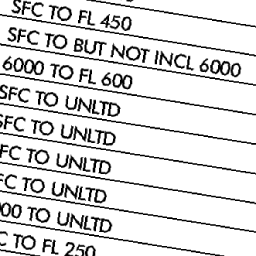 SFC TO FL 450
SFC TO BUT NOT INCL 6000
6000 TO FL 600
SFC TO UNLTD
SFC TO UNLTD
FC TO UNLTD
FC TO UNLTD
00 TO UNLTD
C TO FL 250